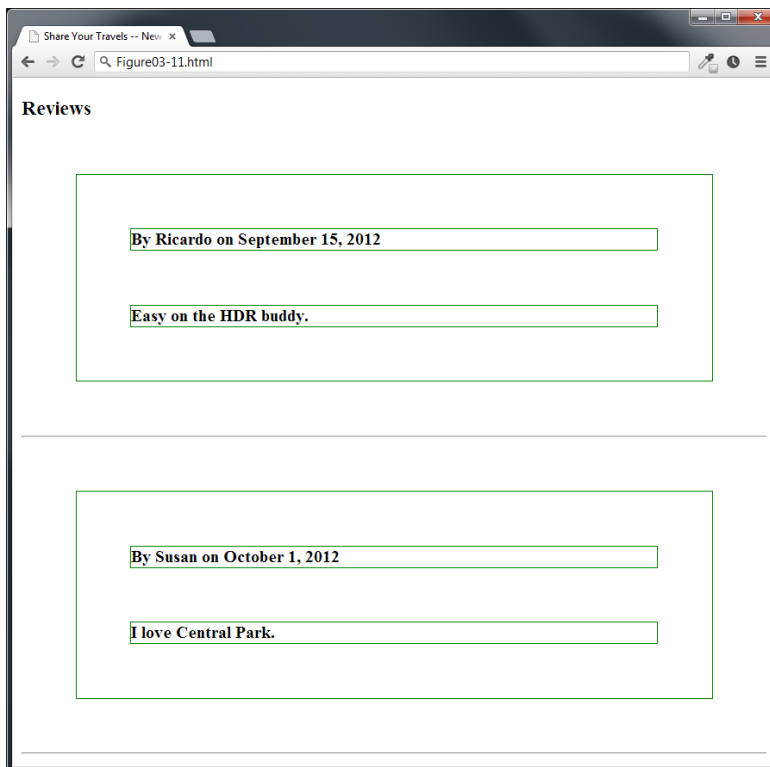 Share Your Travels -- New
Figure03-11.html
Reviews
By Ricardo on September 15, 2012
Easy on the HDR buddy.
By Susan on October 1, 2012
I love Central Park.